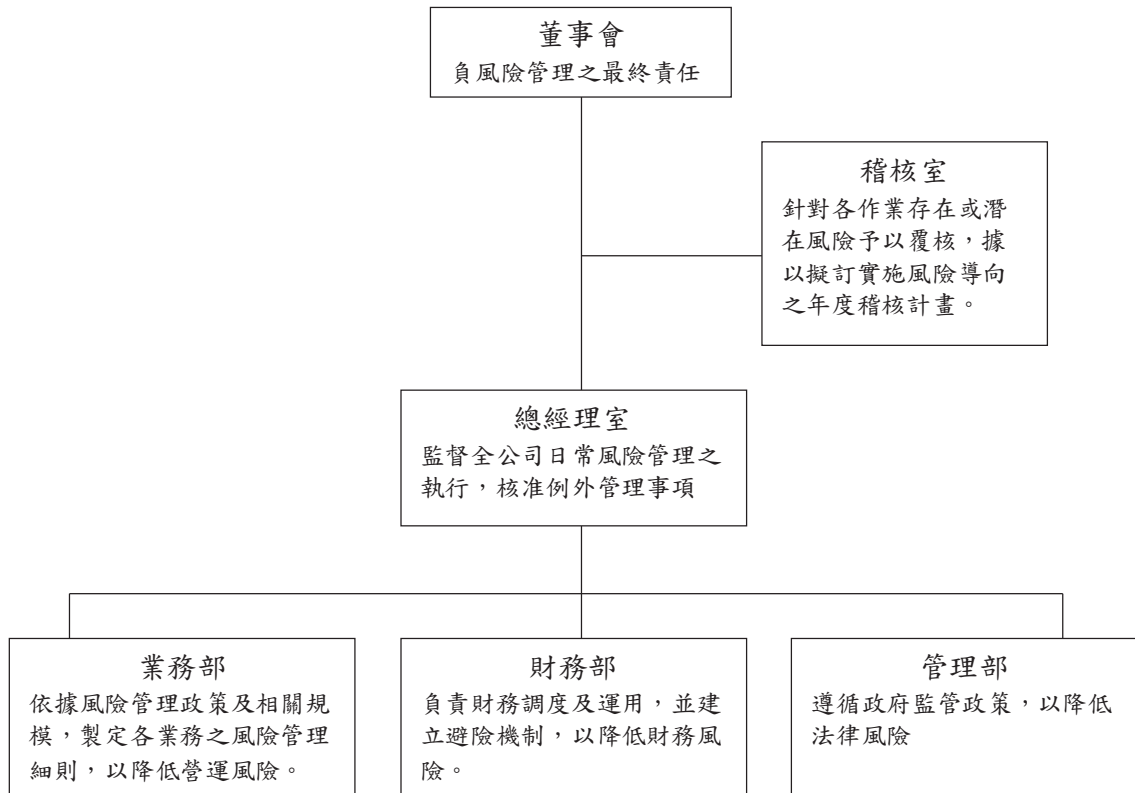 董事會
負風險管理之最終責任
稽核室
針對各作業存在或潛
在風險予以覆核，據
以擬訂實施風險導向
之年度稽核計畫。
總經理室
監督全公司日常風險管理之
執行，核准例外管理事項
業務部
依據風險管理政策及相關規
模，製定各業務之風險管理
細則，以降低營運風險。
財務部
負責財務調度及運用，並建
立避險機制，以降低財務風
險。
管理部
遵循政府監管政策，以降低
法律風險